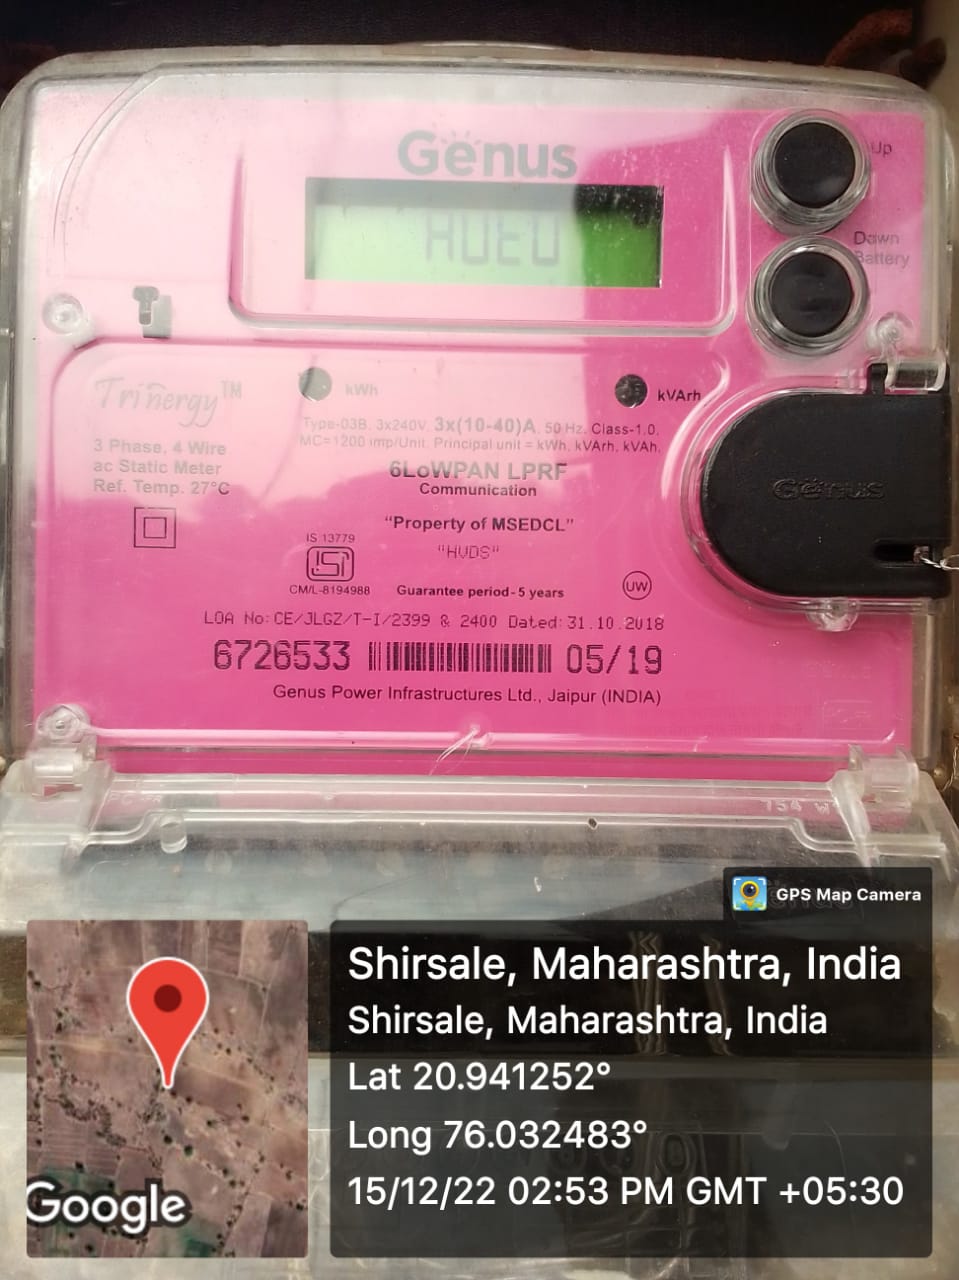 Genus
Up
Dawn
Battery
Trinergy™
kWh
kVArh
Type-03B, 3x240V, 3x(10-40)A, 50 Hz, Class-1.0,
MC=1200 imp/Unit. Principal unit = kWh, kVArh, kVAh,
3 Phase, 4 Wire
ac Static Meter
Ref. Temp. 27°C
6LoWPAN LPRF
Communication
Genus
"Property of MSEDCL"
"HVDS"
IS 13779
ISI
CM/L-8194988
Guarantee period-5 years
UW
LOA No:CE/JLGZ/T-I/2399 & 2400 Dated:31.10.2018
6726533 05/19
Genus Power Infrastructures Ltd., Jaipur (INDIA)
GPS Map Camera
Shirsale, Maharashtra, India
Shirsale, Maharashtra, India
Lat 20.941252°
Long 76.032483°
15/12/22 02:53 PM GMT +05:30
Google